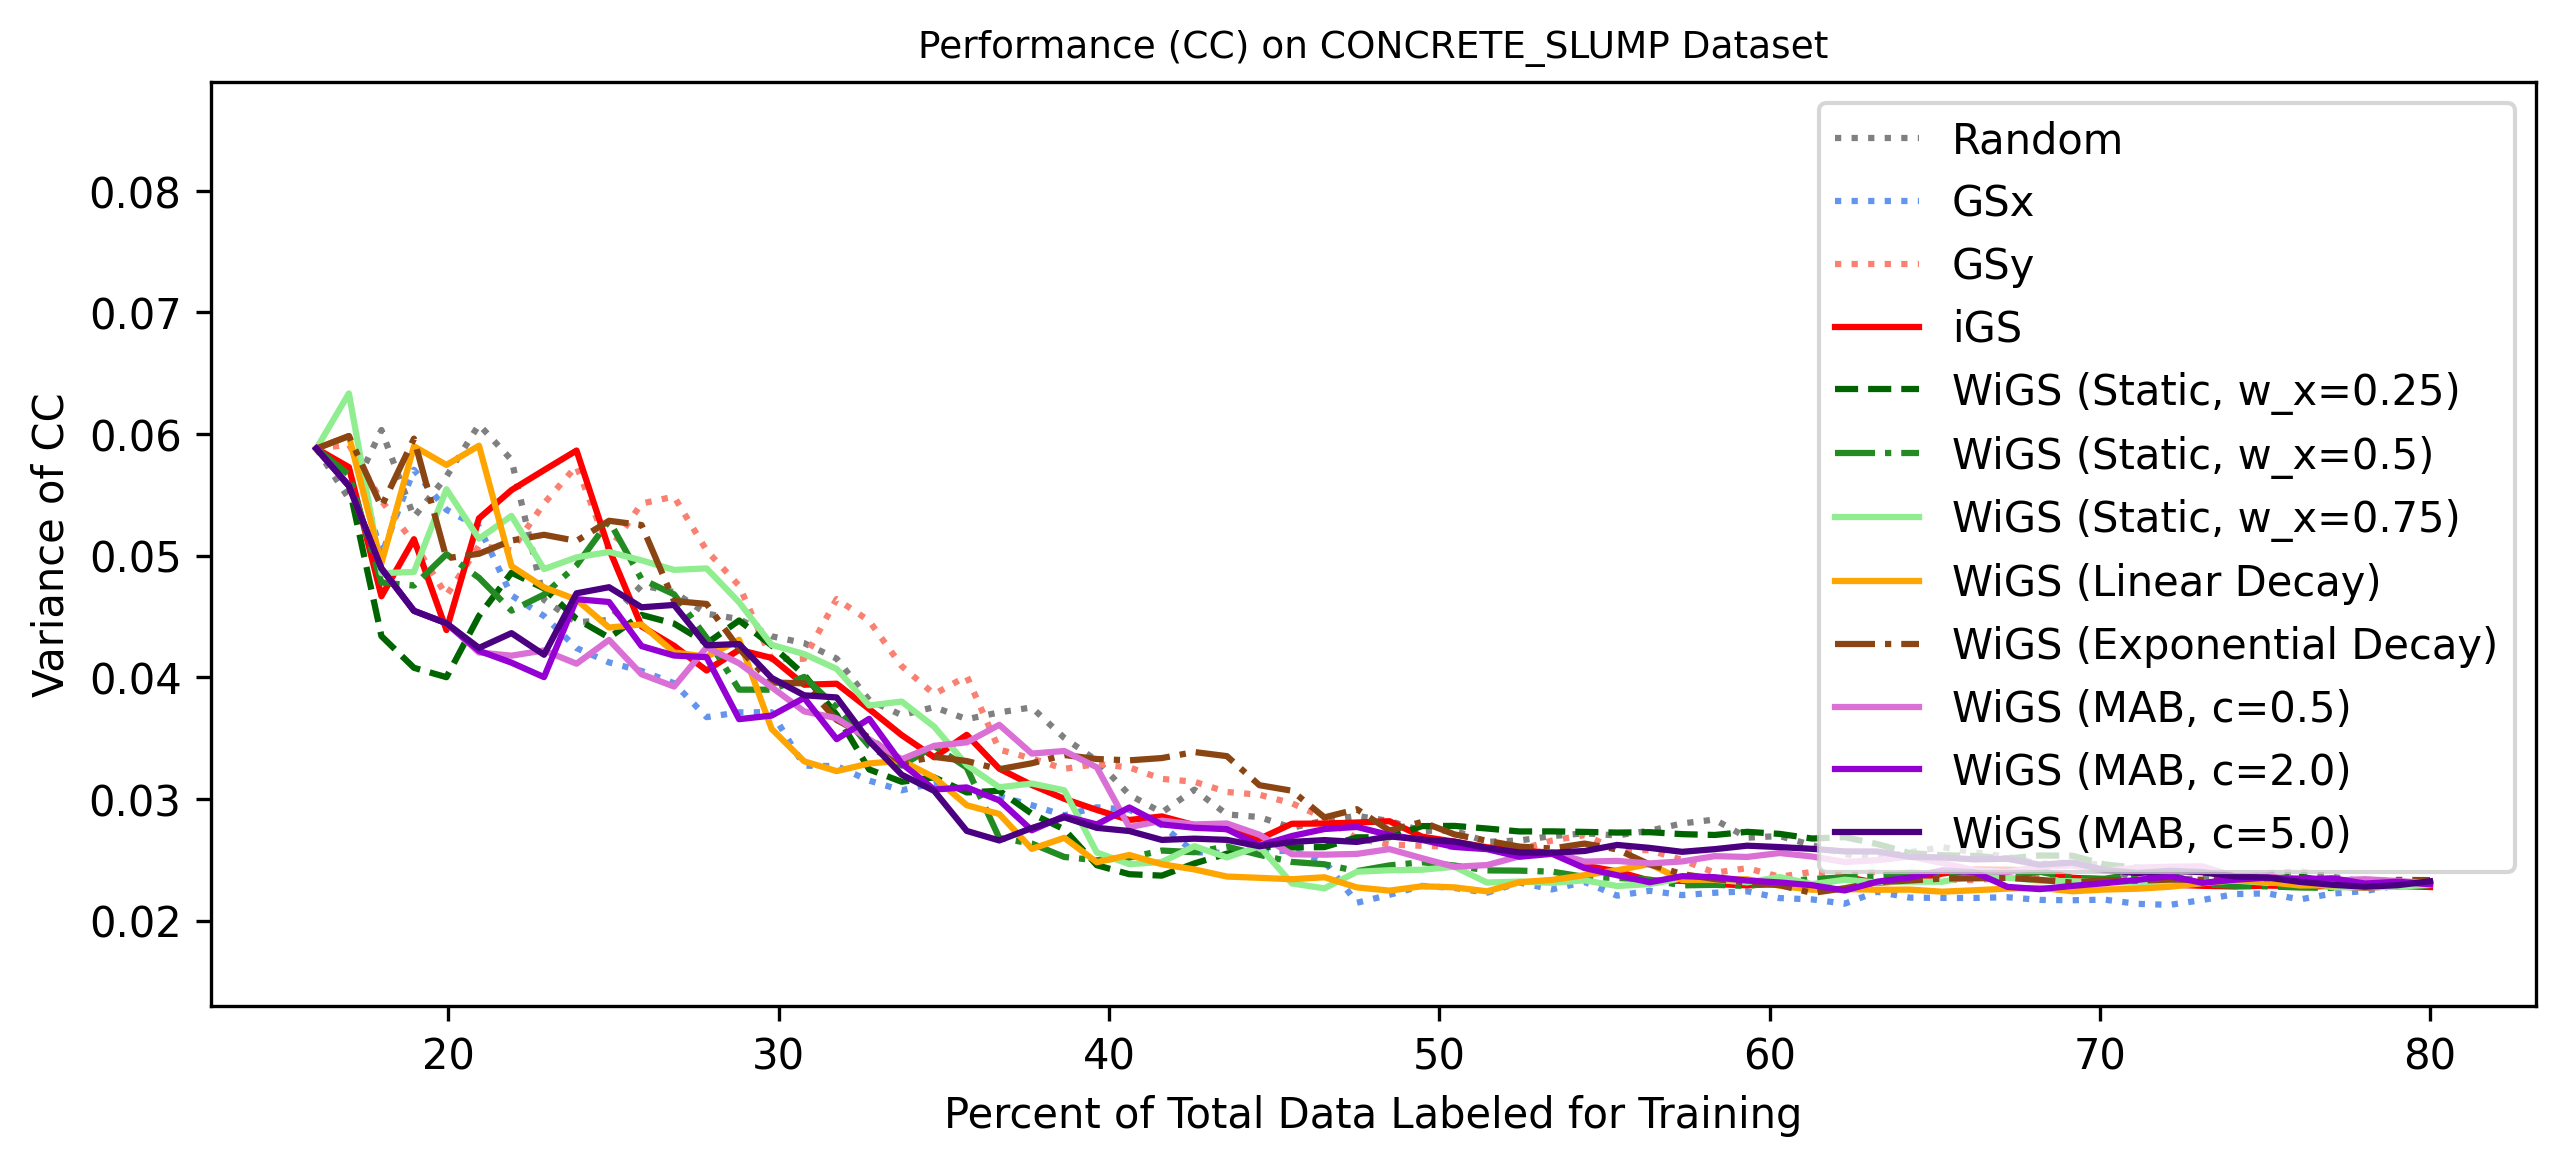 Performance (CC) on CONCRETE_SLUMP Dataset
Variance of CC
0.08
0.07
0.06
0.05
0.04
0.03
0.02
Random
GSx
GSy
iGS
WiGS (Static, w_x=0.25)
WiGS (Static, w_x=0.5)
WiGS (Static, w_x=0.75)
WiGS (Linear Decay)
WiGS (Exponential Decay)
WiGS (MAB, c=0.5)
WiGS (MAB, c=2.0)
WiGS (MAB, c=5.0)
20 30 40 50 60 70 80
Percent of Total Data Labeled for Training